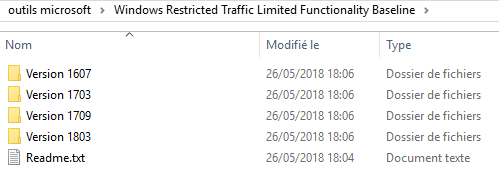 outils microsoft > Windows Restricted Traffic Limited Functionality Baseline >
Nom Modifié le Type
Version 1607 26/05/2018 18:06 Dossier de fichiers
Version 1703 26/05/2018 18:06 Dossier de fichiers
Version 1709 26/05/2018 18:06 Dossier de fichiers
Version 1803 26/05/2018 18:06 Dossier de fichiers
Readme.txt 26/05/2018 18:04 Document texte